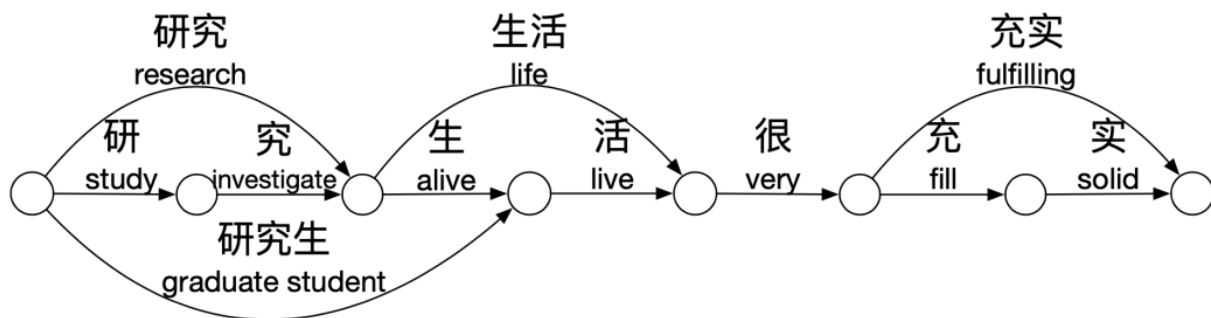 研究 生活 充实
research life fulfilling
研 究 生 活 很 充 实
study investigate alive live very fill solid
研究生
graduate student